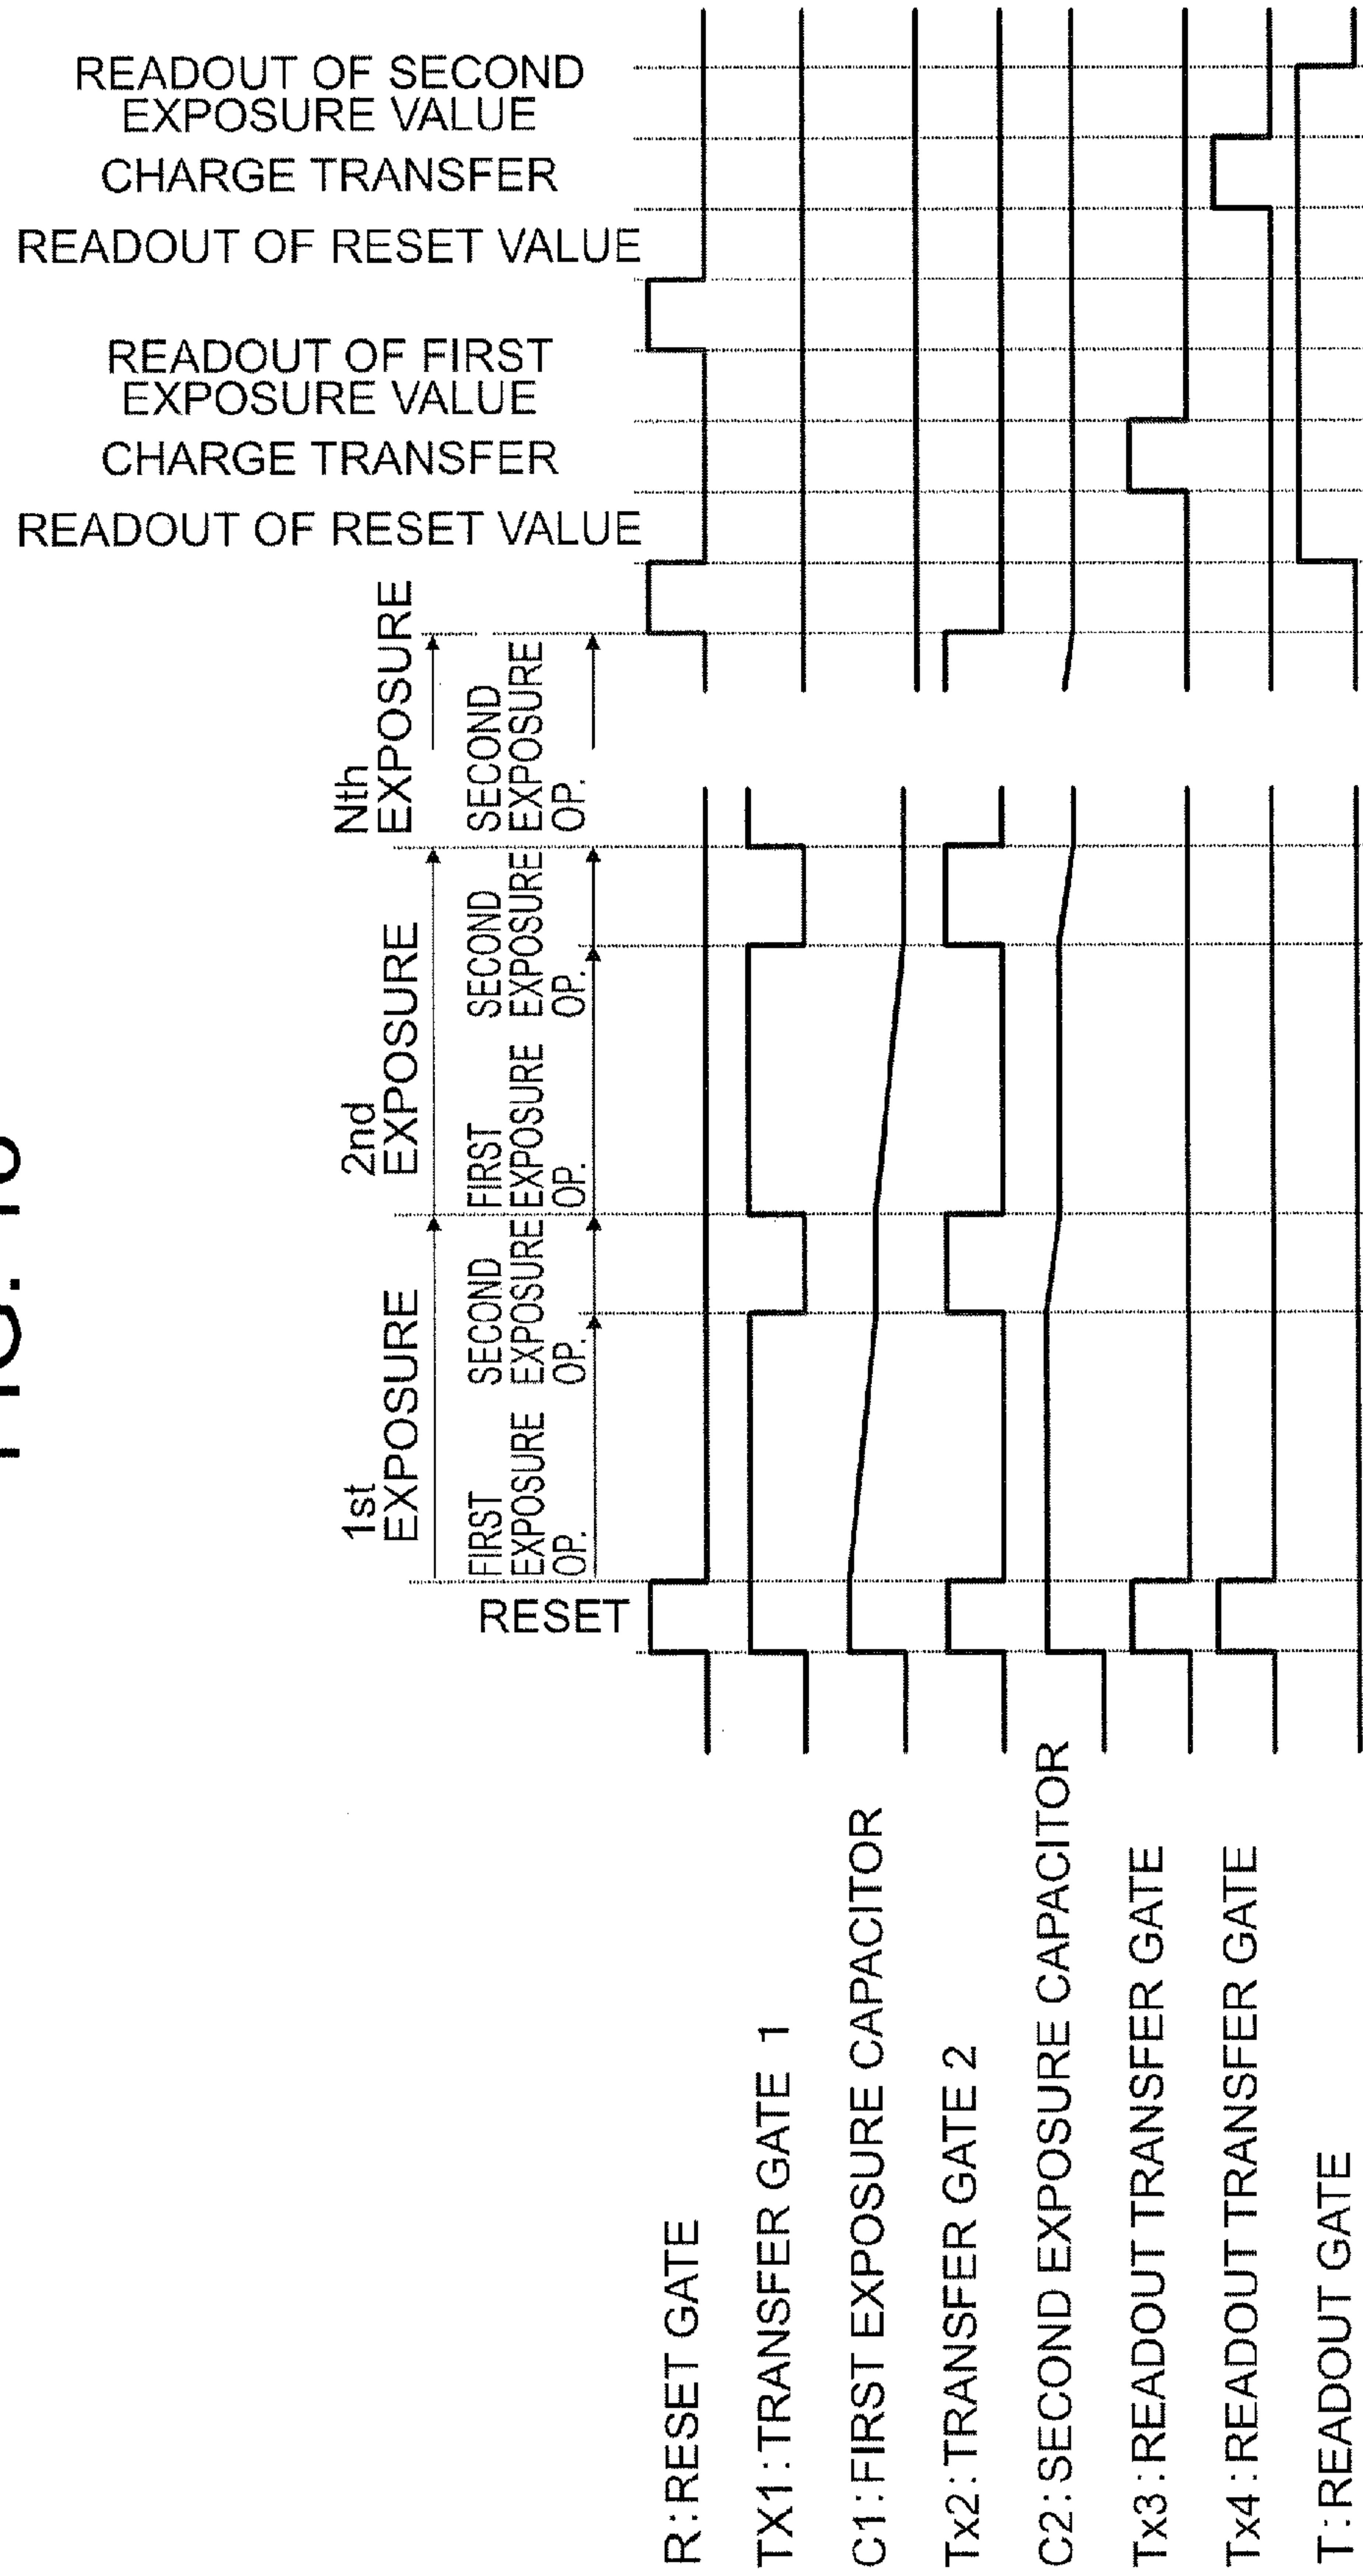 READOUT OF SECOND
EXPOSURE VALUE
CHARGE TRANSFER
READOUT OF RESET VALUE
READOUT OF FIRST
EXPOSURE VALUE
CHARGE TRANSFER
READOUT OF RESET VALUE
Nth
EXPOSURE
SECOND
EXPOSURE
OP.
2nd
EXPOSURE
SECOND
EXPOSURE
OP.
FIRST
EXPOSURE
OP.
1st
EXPOSURE
SECOND
EXPOSURE
OP.
FIRST
EXPOSURE
OP.
RESET
R:RESET GATE
TX1:TRANSFER GATE 1
C1:FIRST EXPOSURE CAPACITOR
Tx2:TRANSFER GATE 2
C2:SECOND EXPOSURE CAPACITOR
Tx3:READOUT TRANSFER GATE
Tx4:READOUT TRANSFER GATE
T:READOUT GATE